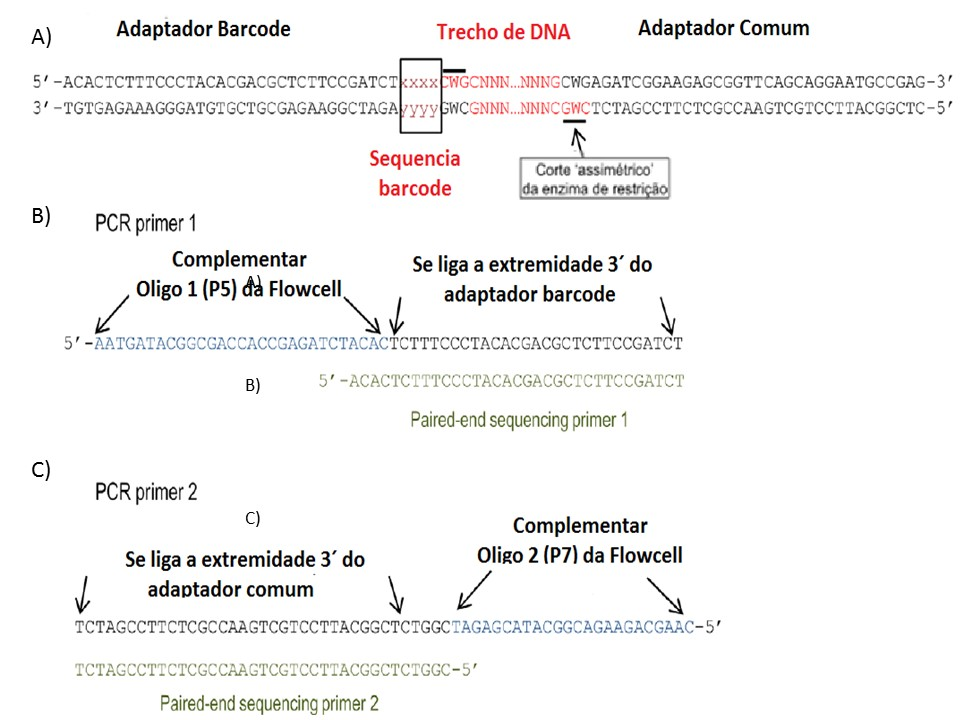 A)
Adaptador Barcode
Trecho de DNA
Adaptador Comum
5′-ACACTCTTTCCCTACACGACGCTCTTCCGATCTxxxxCWGCNNN…NNNGCWGAGATCGGAAGAGCGGTTCAGCAGGAATGCCGAG-3′
3′-TGTGAGAAAGGGATGTGCTGCGAGAAGGCTAGAyyyyGWCGNNN…NNNCGWCTCTAGCCTTCTCGCCAAGTCGTCCTTACGGCTC-5′
Sequencia
barcode
Corte ‘assimétrico’
da enzima de restrição
B)
PCR primer 1
Complementar
Oligo 1 (P5) da Flowcell
A)
Se liga a extremidade 3´ do
adaptador barcode
5′-AATGATACGGCGACCACCGAGATCTACACTCTTTCCCTACACGACGCTCTTCCGATCT
B)
5′-ACACTCTTTCCCTACACGACGCTCTTCCGATCT
Paired-end sequencing primer 1
C)
PCR primer 2
C)
Complementar
Oligo 2 (P7) da Flowcell
Se liga a extremidade 3´ do
adaptador comum
TCTAGCCTTCTCGCCAAGTCGTCCTTACGGCTCTGGCTAGAGCATACGGCAGAAGACGAAC-5′
TCTAGCCTTCTCGCCAAGTCGTCCTTACGGCTCTGGC-5′
Paired-end sequencing primer 2